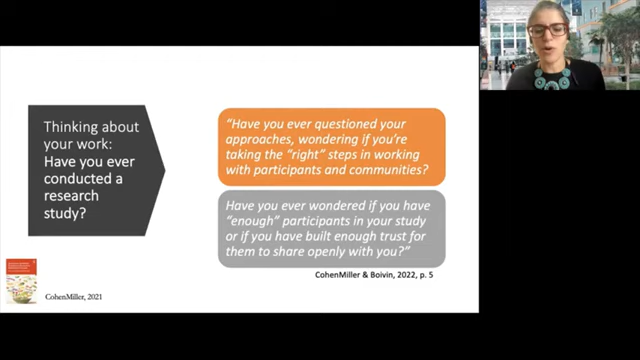 Thinking about
your work:
Have you ever
conducted a
research
study?
"Have you ever questioned your
approaches, wondering if you're
taking the "right" steps in working
with participants and communities?
Have you ever wondered if you have
"enough" participants in your study
or if you have built enough trust for
them to share openly with you?"
CohenMiller & Boivin, 2022, p. 5
CohenMiller, 2021